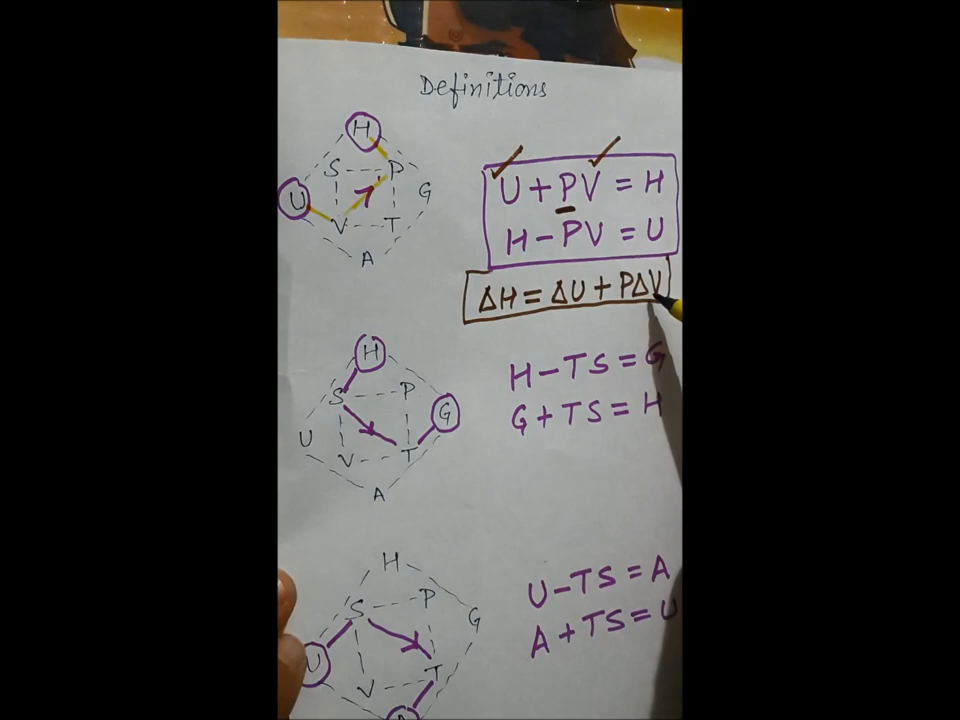 Definitions
H
S P
U G
V T
A
U + PV = H
H - PV = U
ΔH = ΔU + PΔV
H
S P
G
U
V T
A
H - TS = G
G + TS = H
H
S P
G
U
V T
A
U - TS = A
A + TS = U